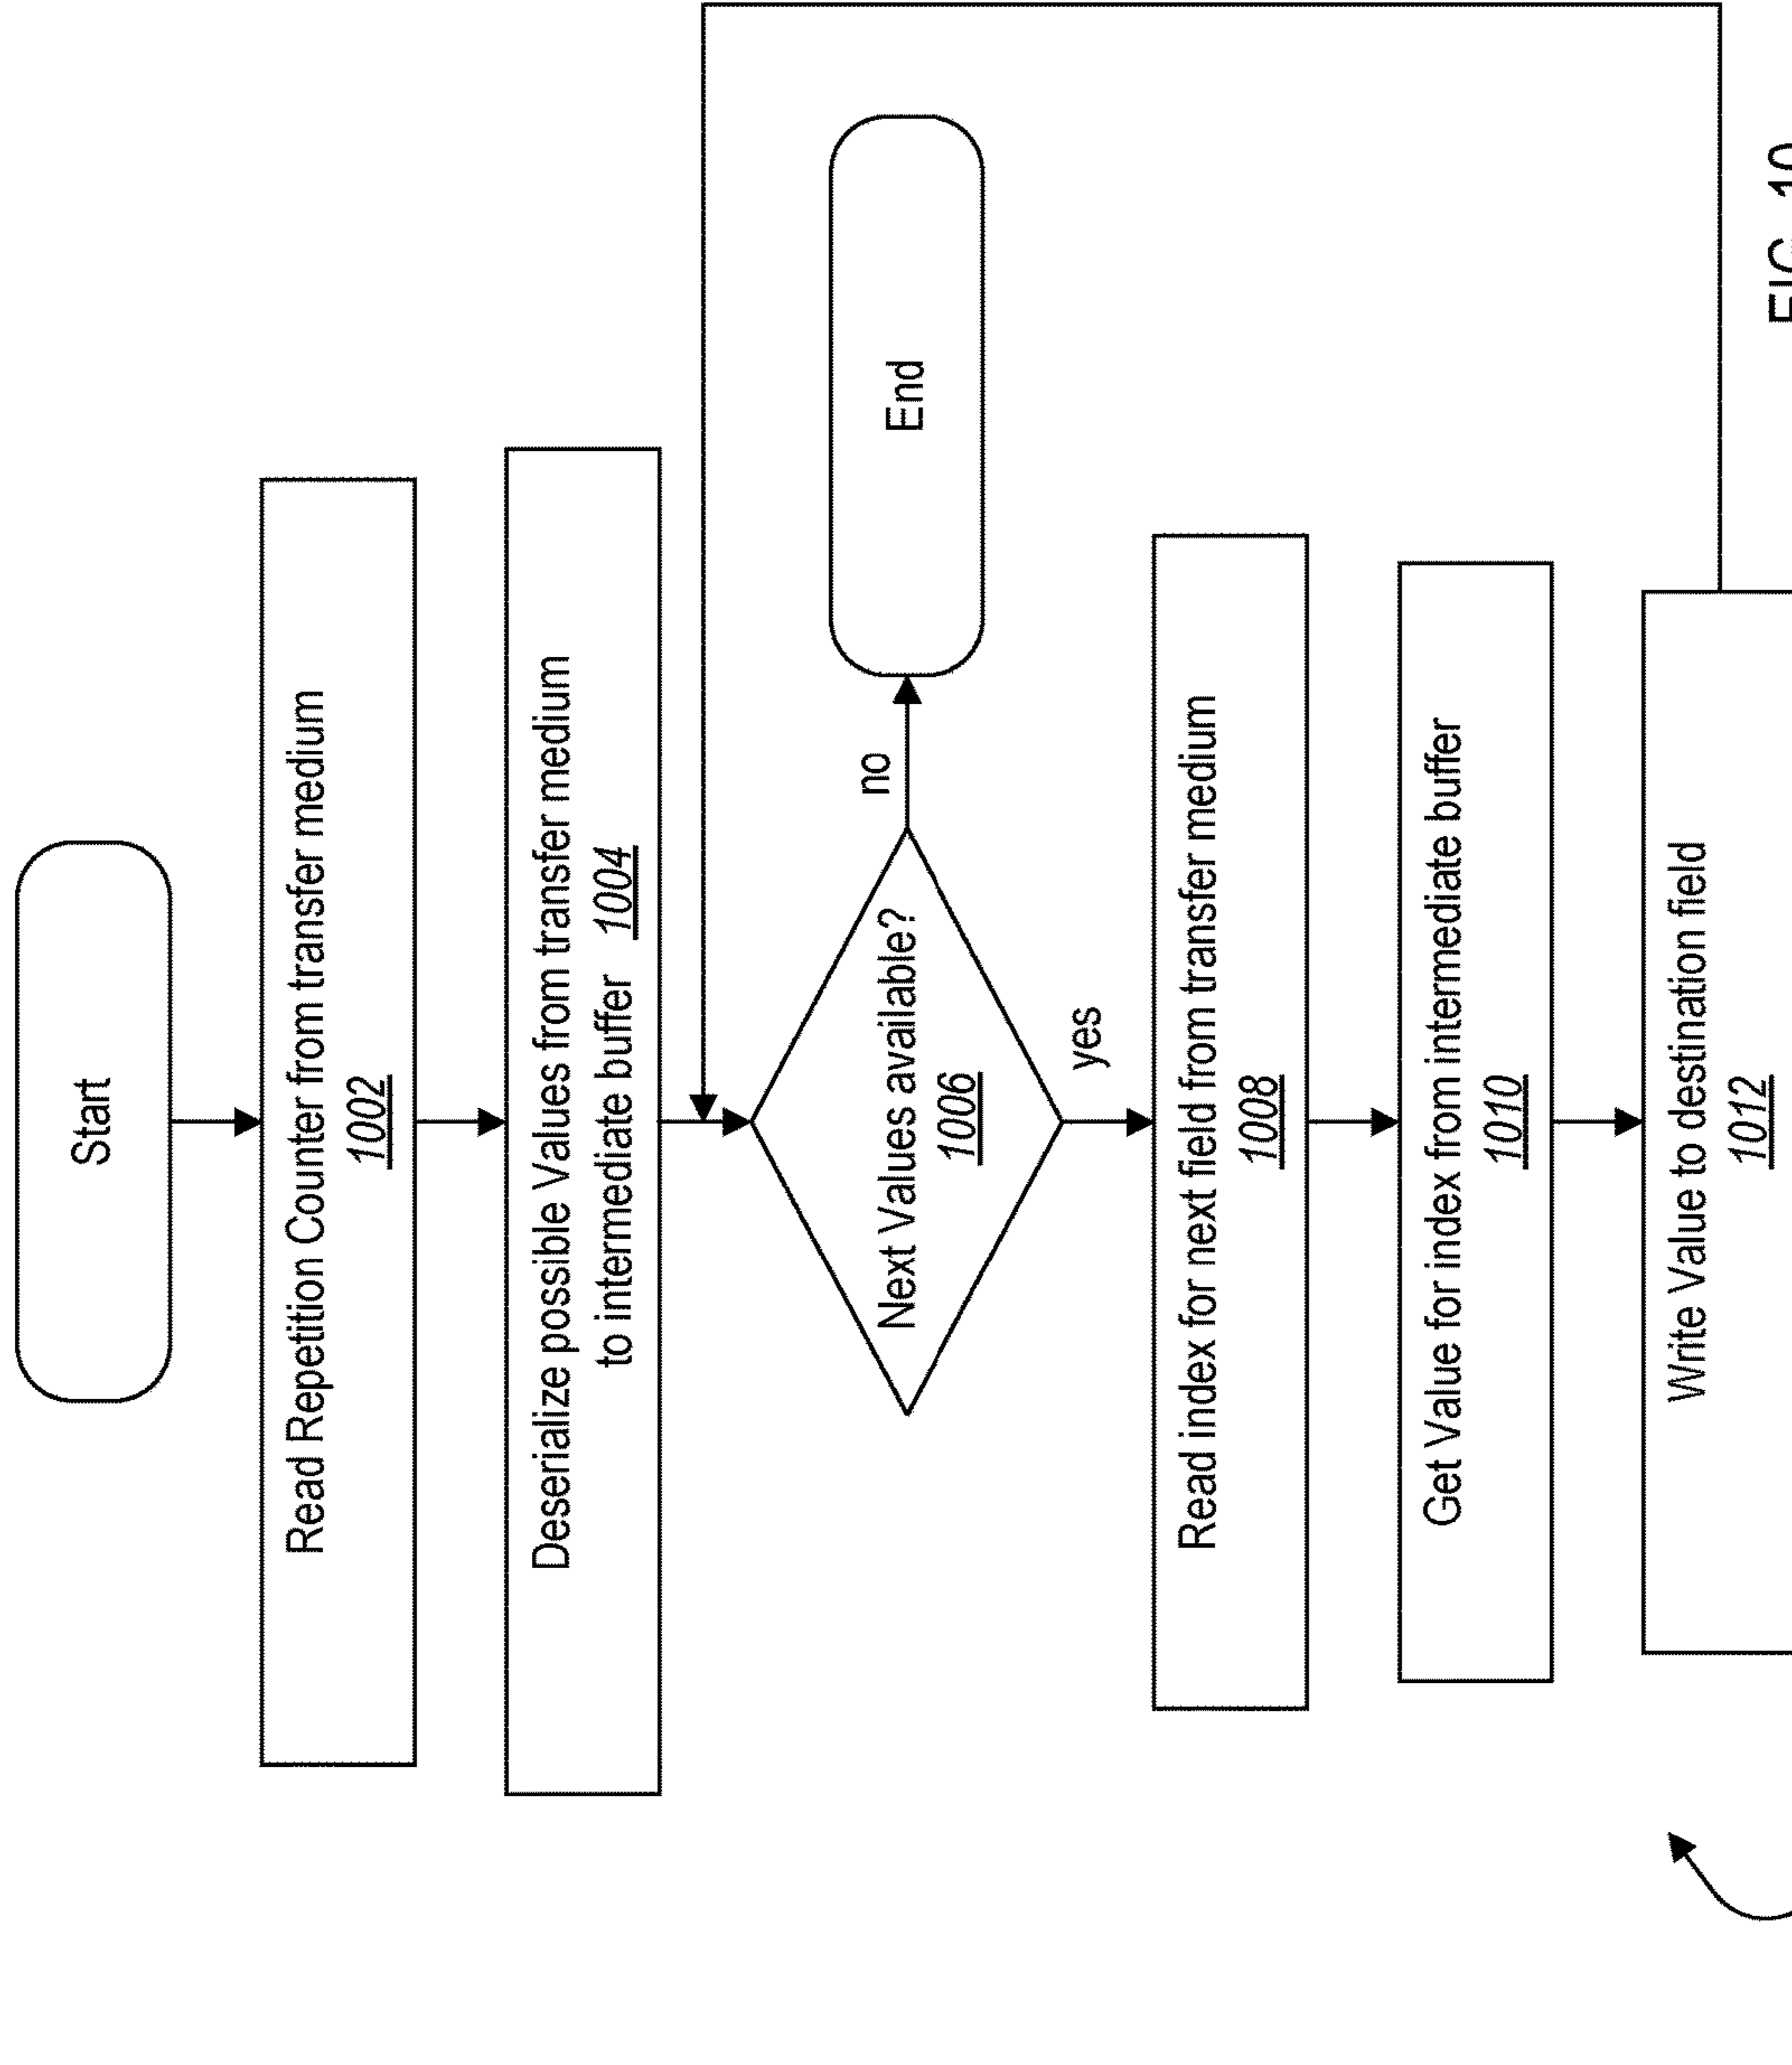 Start
Read Repetition Counter from transfer medium
1002
Deserialize possible Values from transfer medium
to intermediate buffer 1004
Next Values available?
1006
no
End
yes
Read index for next field from transfer medium
1008
Get Value for index from intermediate buffer
1010
Write Value to destination field
1012
FIG. 10